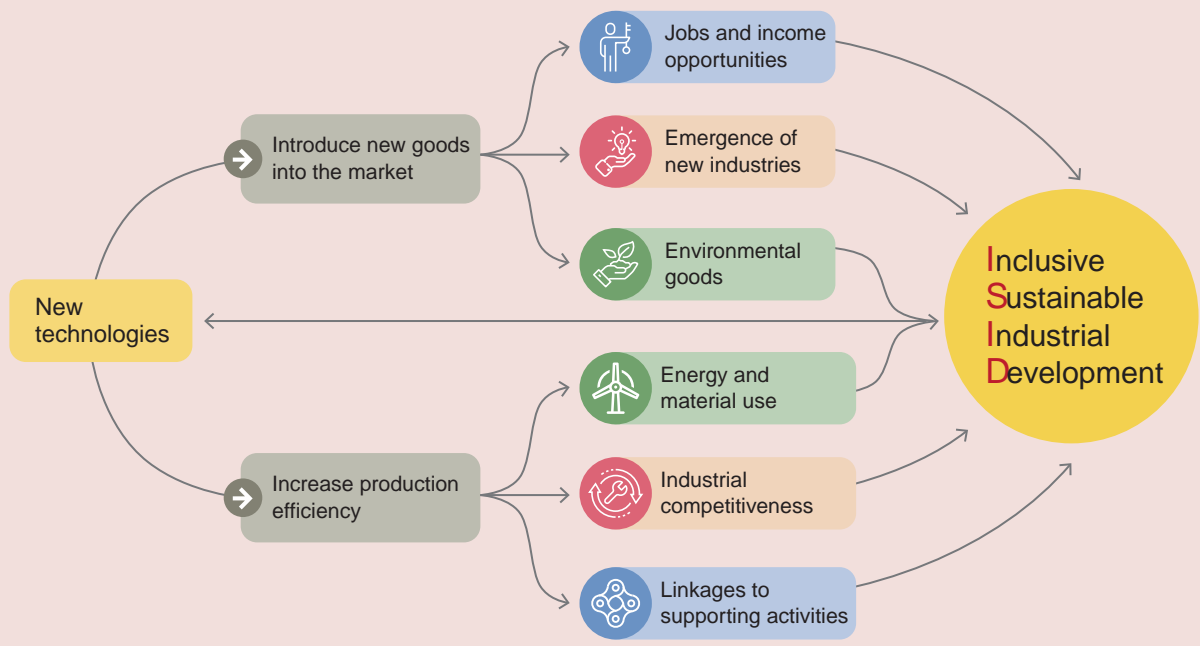 New
technologies
Introduce new goods
into the market
Increase production
efficiency
Jobs and income
opportunities
Emergence of
new industries
Environmental
goods
Energy and
material use
Industrial
competitiveness
Linkages to
supporting activities
Inclusive
Sustainable
Industrial
Development